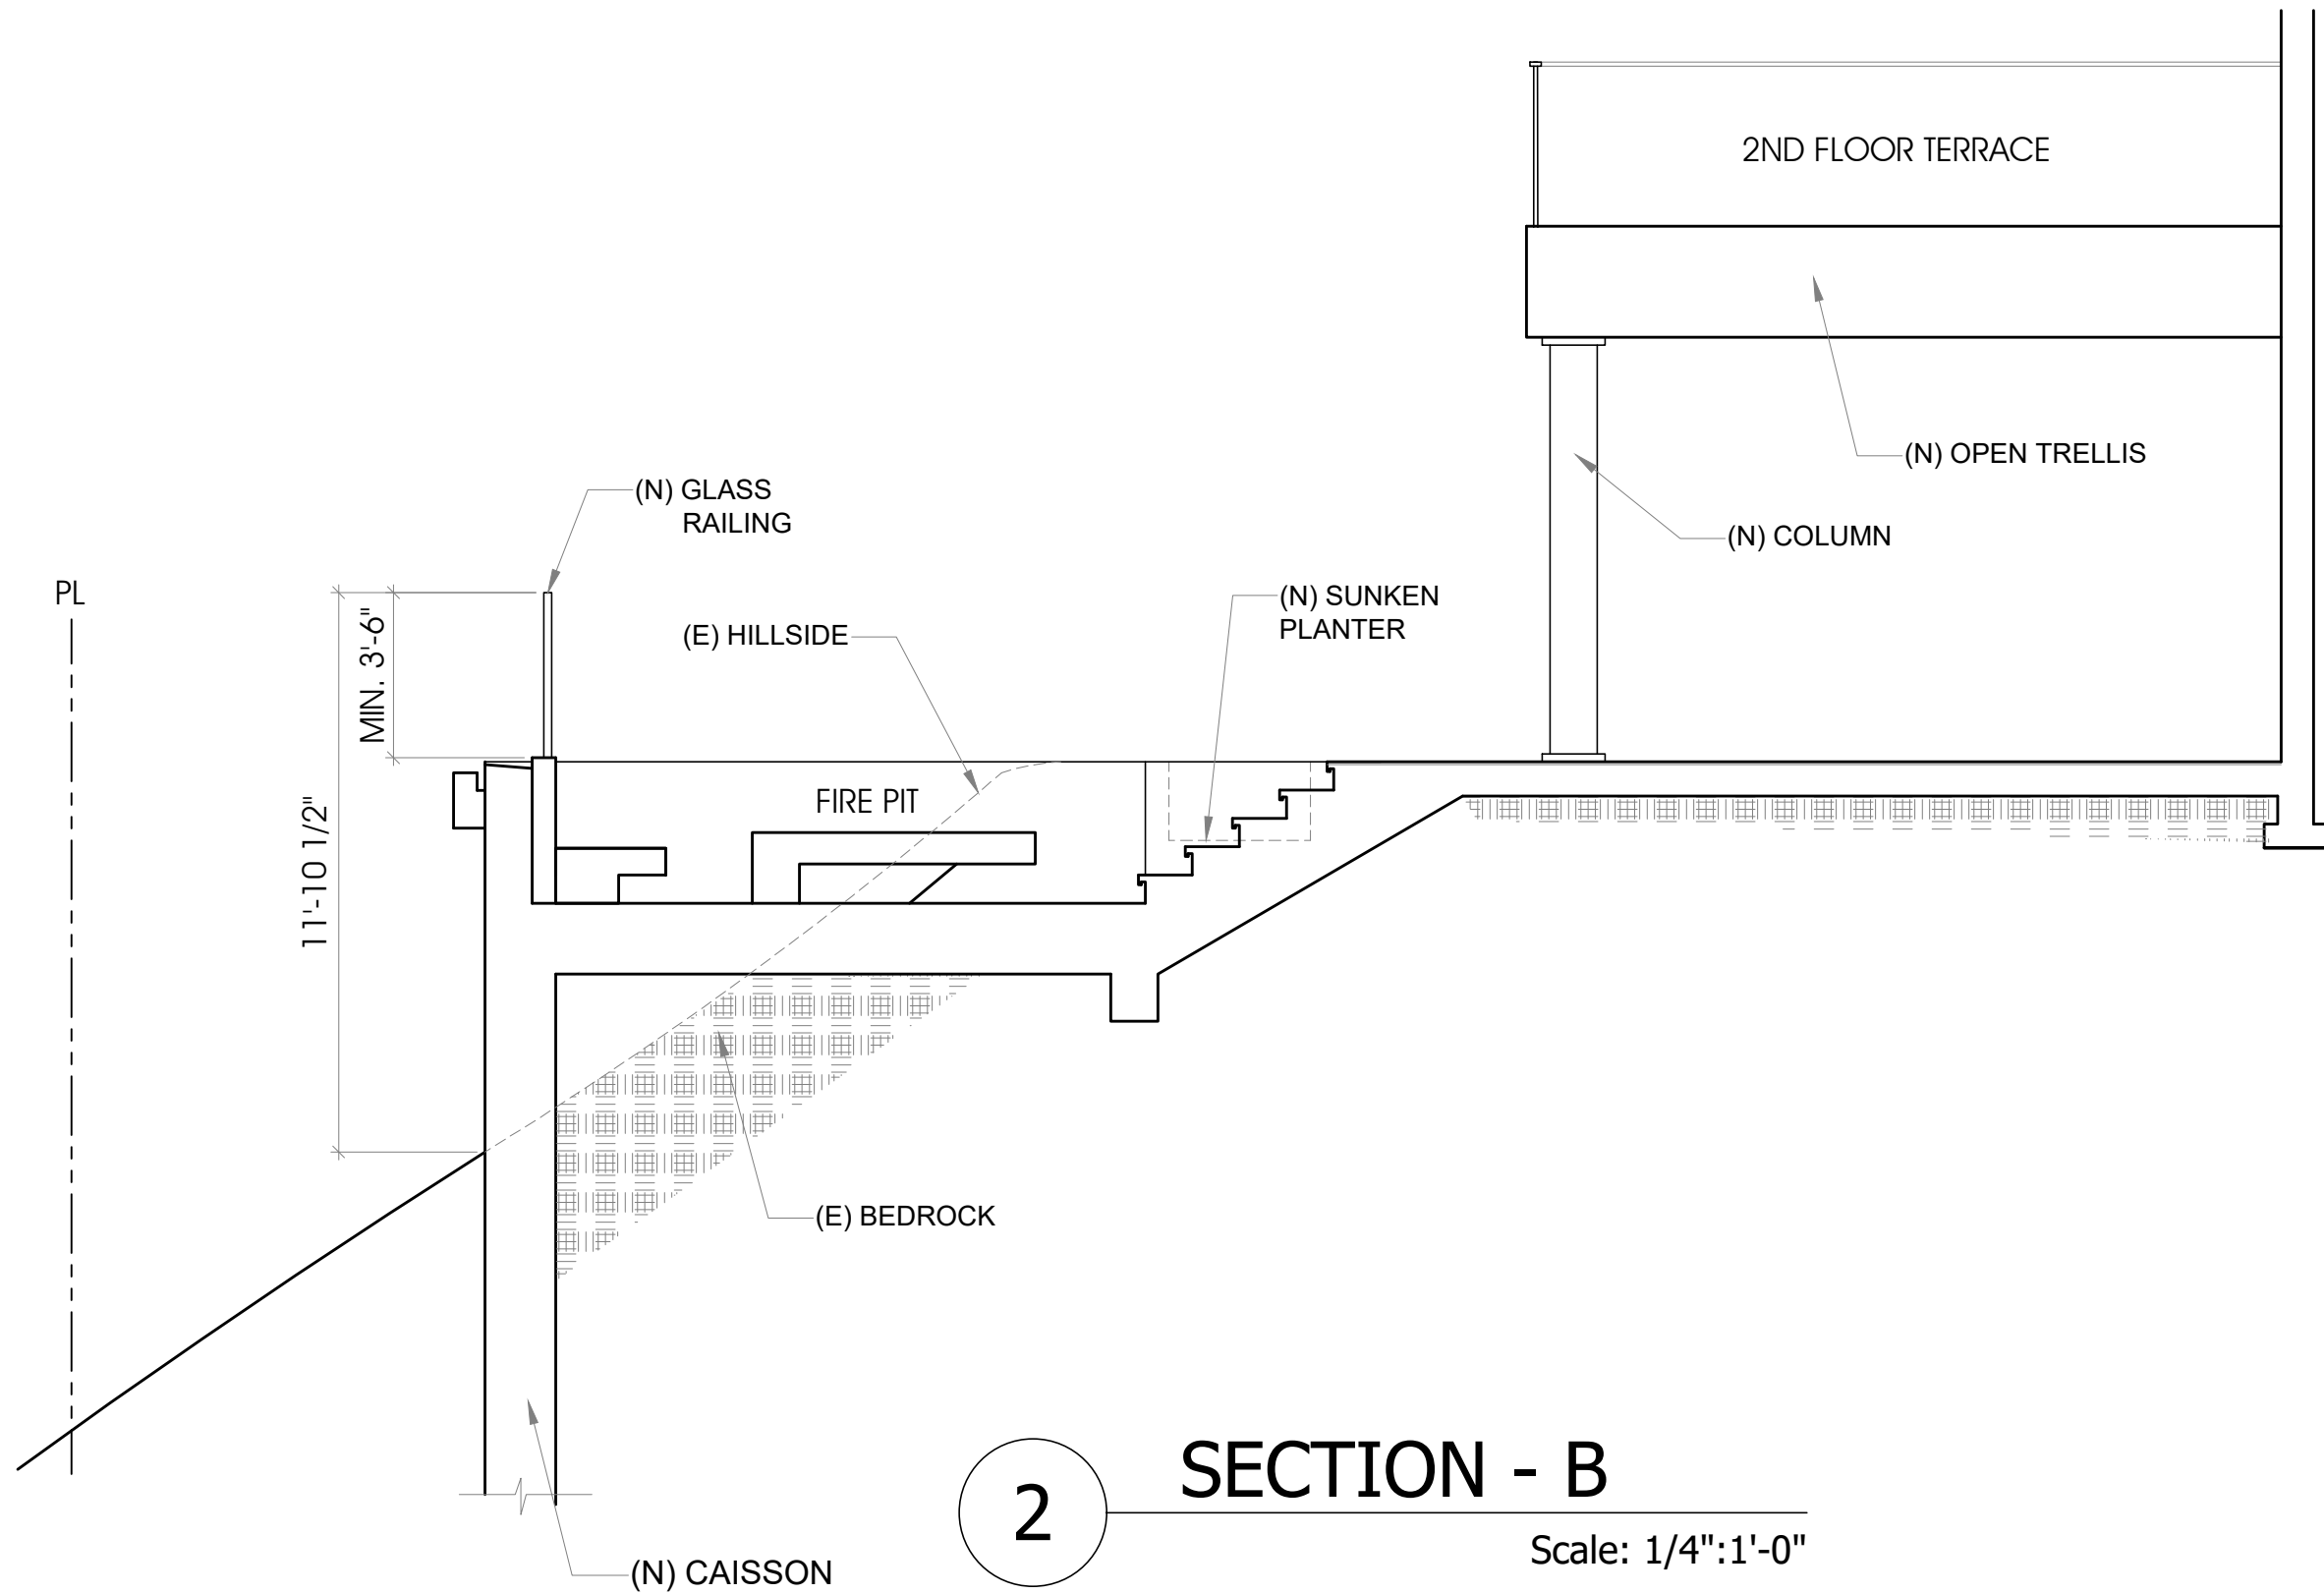 2ND FLOOR TERRACE
(N) OPEN TRELLIS
(N) GLASS
RAILING
(N) COLUMN
PL
MIN. 3'-6"
(E) HILLSIDE
(N) SUNKEN
PLANTER
FIRE PIT
11'-10 1/2"
(E) BEDROCK
2
SECTION - B
Scale: 1/4":1'-0"
(N) CAISSON